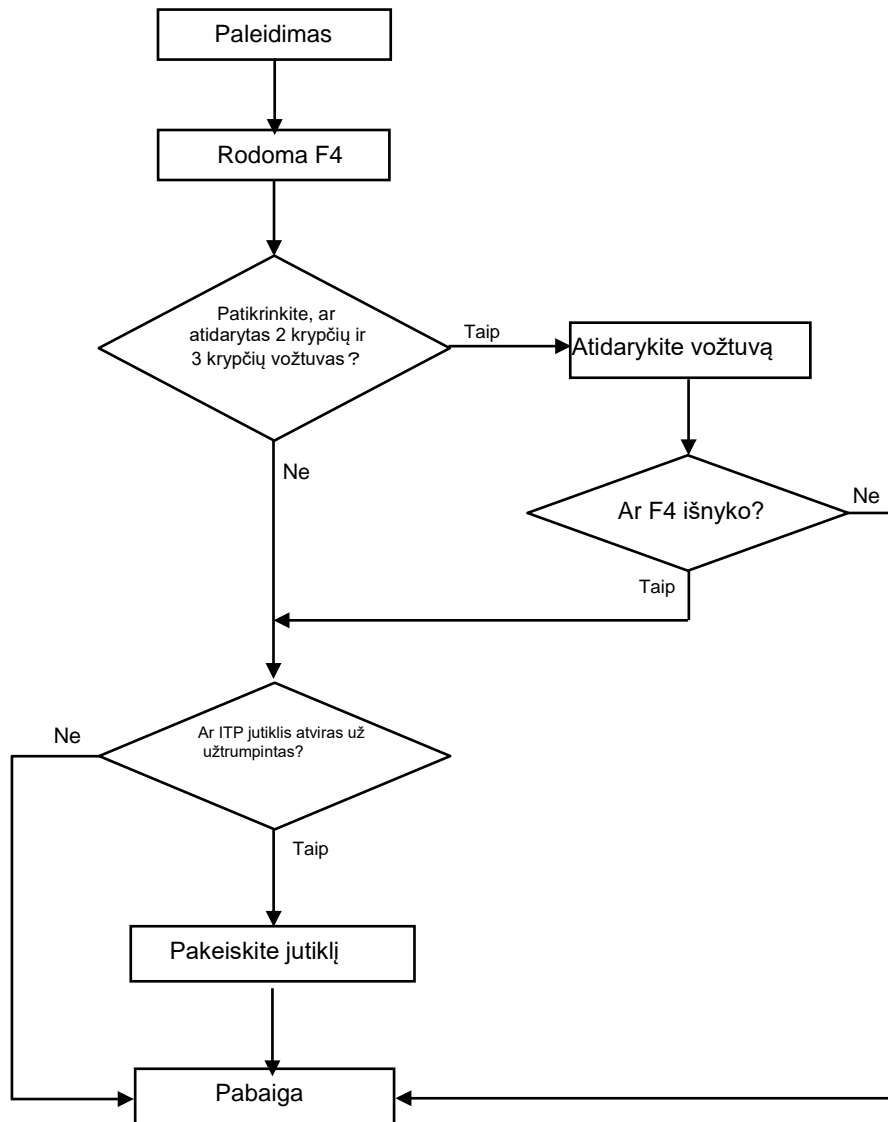 Paleidimas
Rodoma F4
Patikrinkite, ar
atidarytas 2 krypčių ir
3 krypčių vožtuvas?
Taip
Atidarykite vožtuvą
Ne
Ar F4 išnyko?
Ne
Taip
Ar ITP jutiklis atviras už
užtrumpintas?
Ne
Taip
Pakeiskite jutiklį
Pabaiga